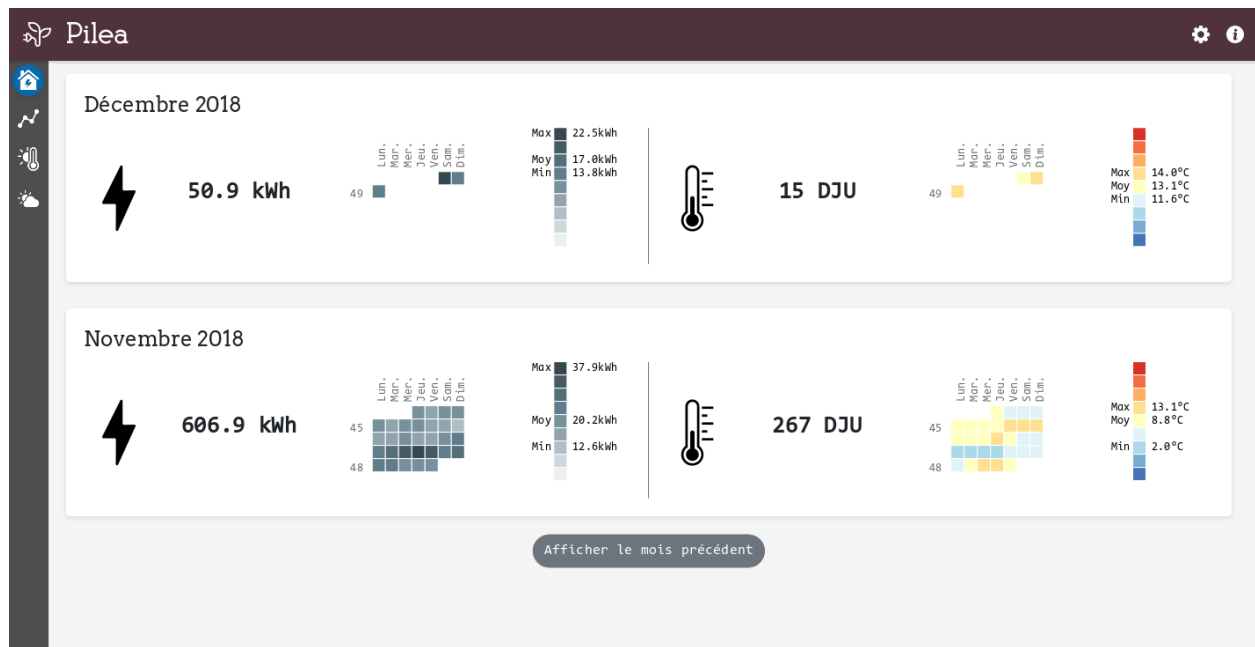 Pilea
Décembre 2018
50.9 kWh
Lun. Mar. Mer. Jeu. Ven. Sam. Dim.
49
Max 22.5kWh
Moy 17.0kWh
Min 13.8kWh
15 DJU
Lun. Mar. Mer. Jeu. Ven. Sam. Dim.
49
Max 14.0°C
Moy 13.1°C
Min 11.6°C
Novembre 2018
606.9 kWh
Lun. Mar. Mer. Jeu. Ven. Sam. Dim.
45
48
Max 37.9kWh
Moy 20.2kWh
Min 12.6kWh
267 DJU
Lun. Mar. Mer. Jeu. Ven. Sam. Dim.
45
48
Max 13.1°C
Moy 8.8°C
Min 2.0°C
Afficher le mois précédent